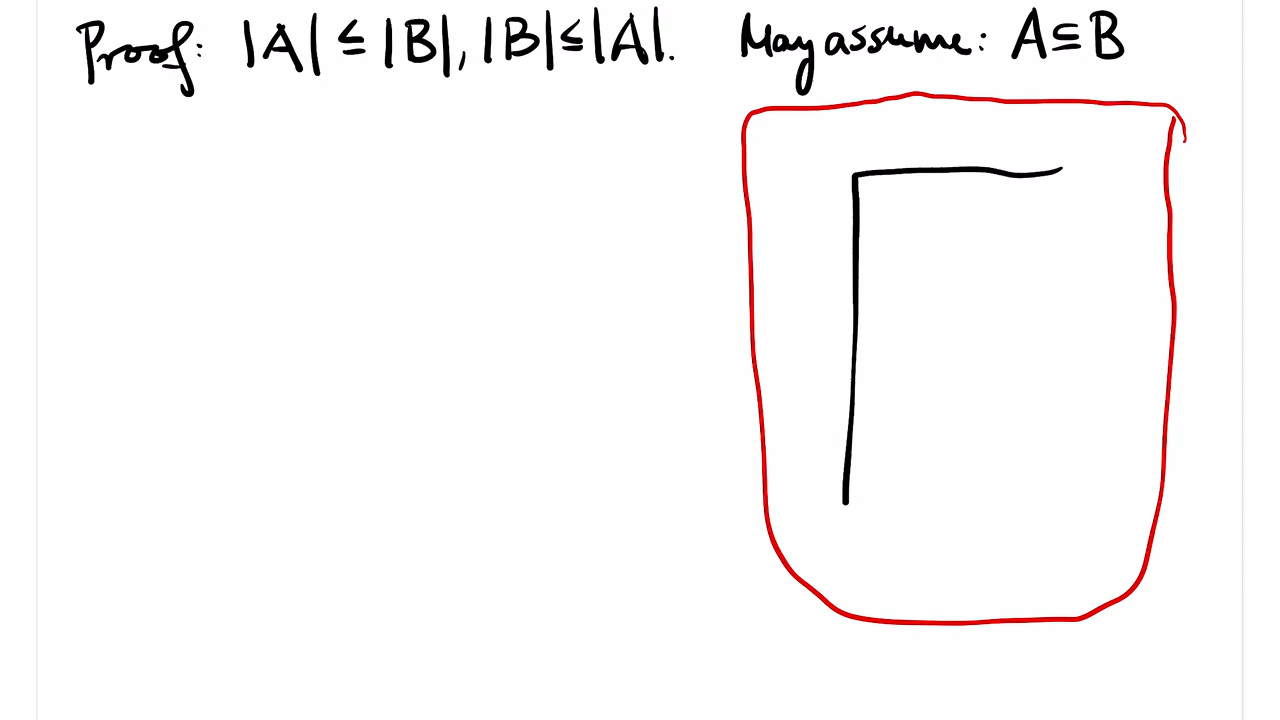 Proof: |A| ≤ |B|, |B| ≤ |A|. May assume: A ⊆ B